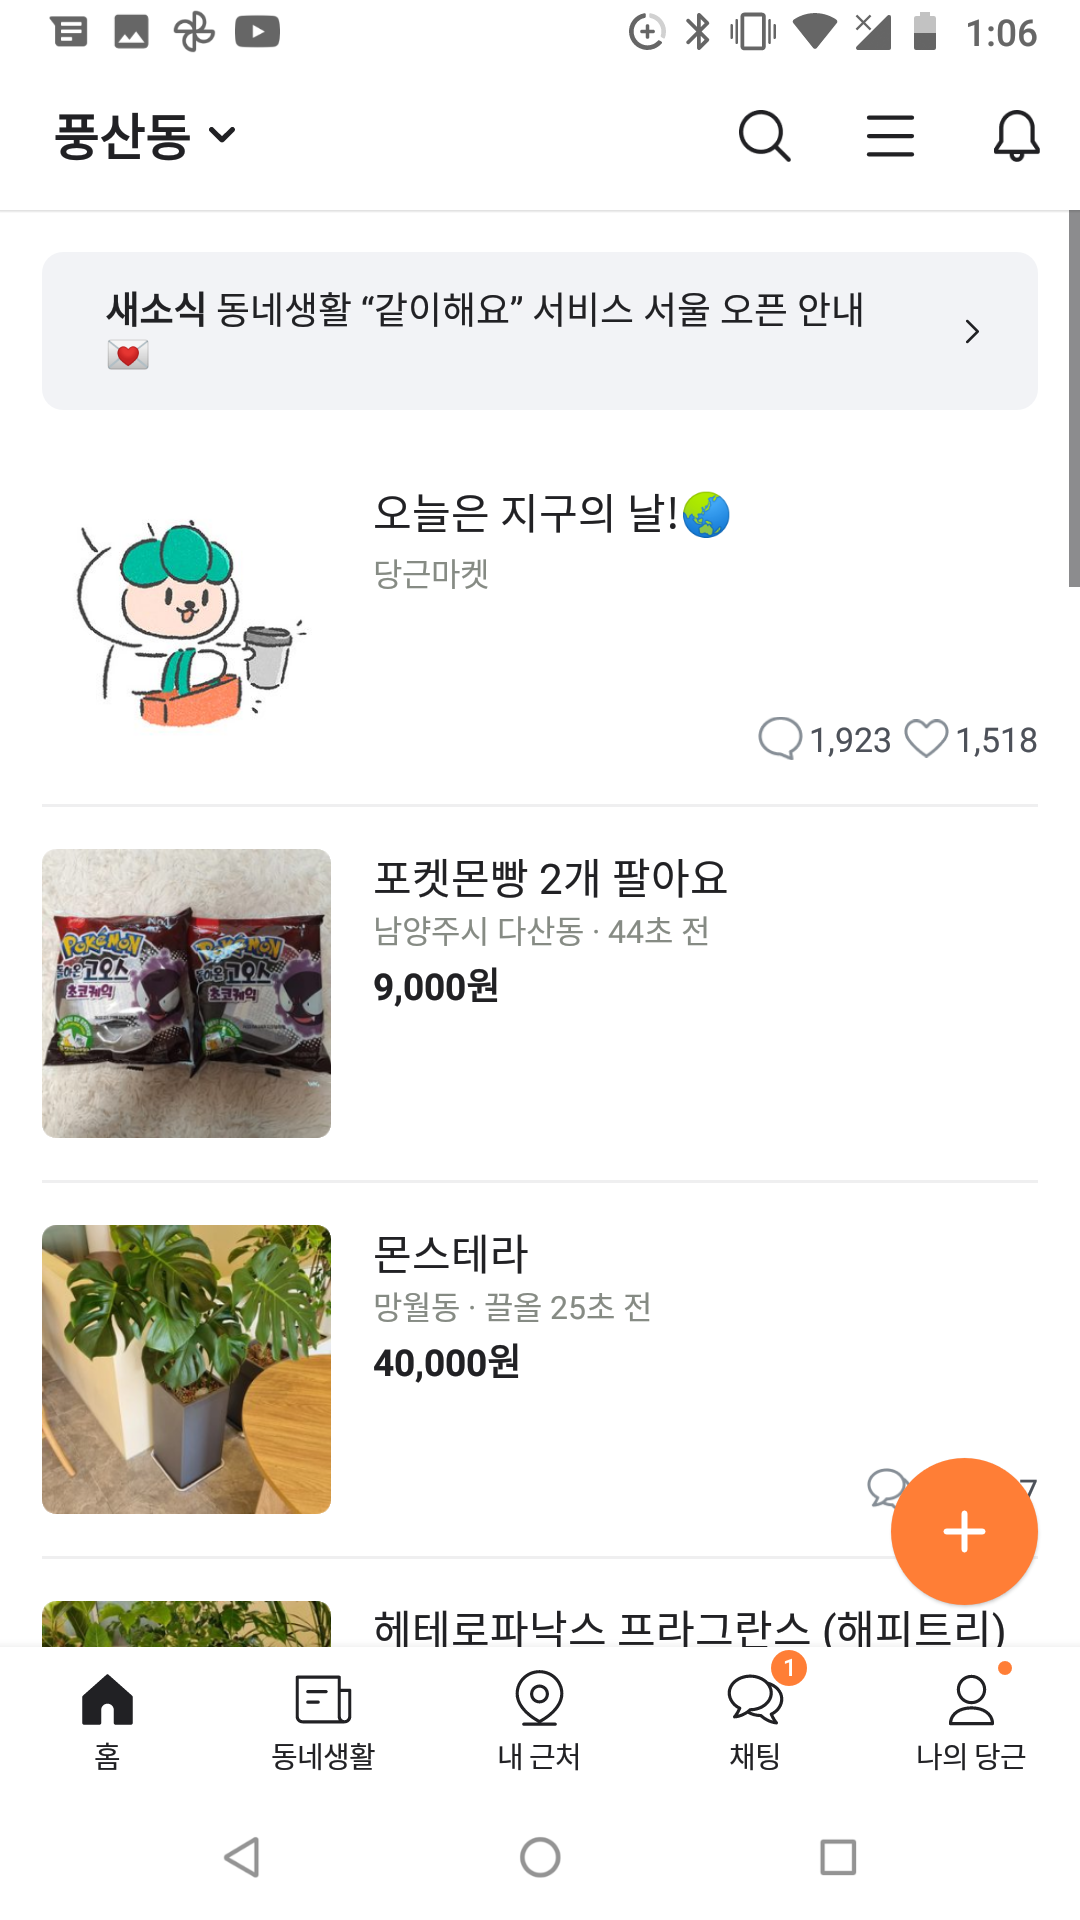 1:06
풍산동
새소식 동네생활 “같이해요” 서비스 서울 오픈 안내
💌
오늘은 지구의 날!🌏
당근마켓
1,923 1,518
포켓몬빵 2개 팔아요
남양주시 다산동 · 44초 전
9,000원
POKÉMON POKÉMON
돌아온 고오스 돌아온 고오스
초코케익 초코케익
몬스테라
망월동 · 끌올 25초 전
40,000원
7
헤테로파낙스 프라그란스 (해피트리)
1
홈 동네생활 내 근처 채팅 나의 당근